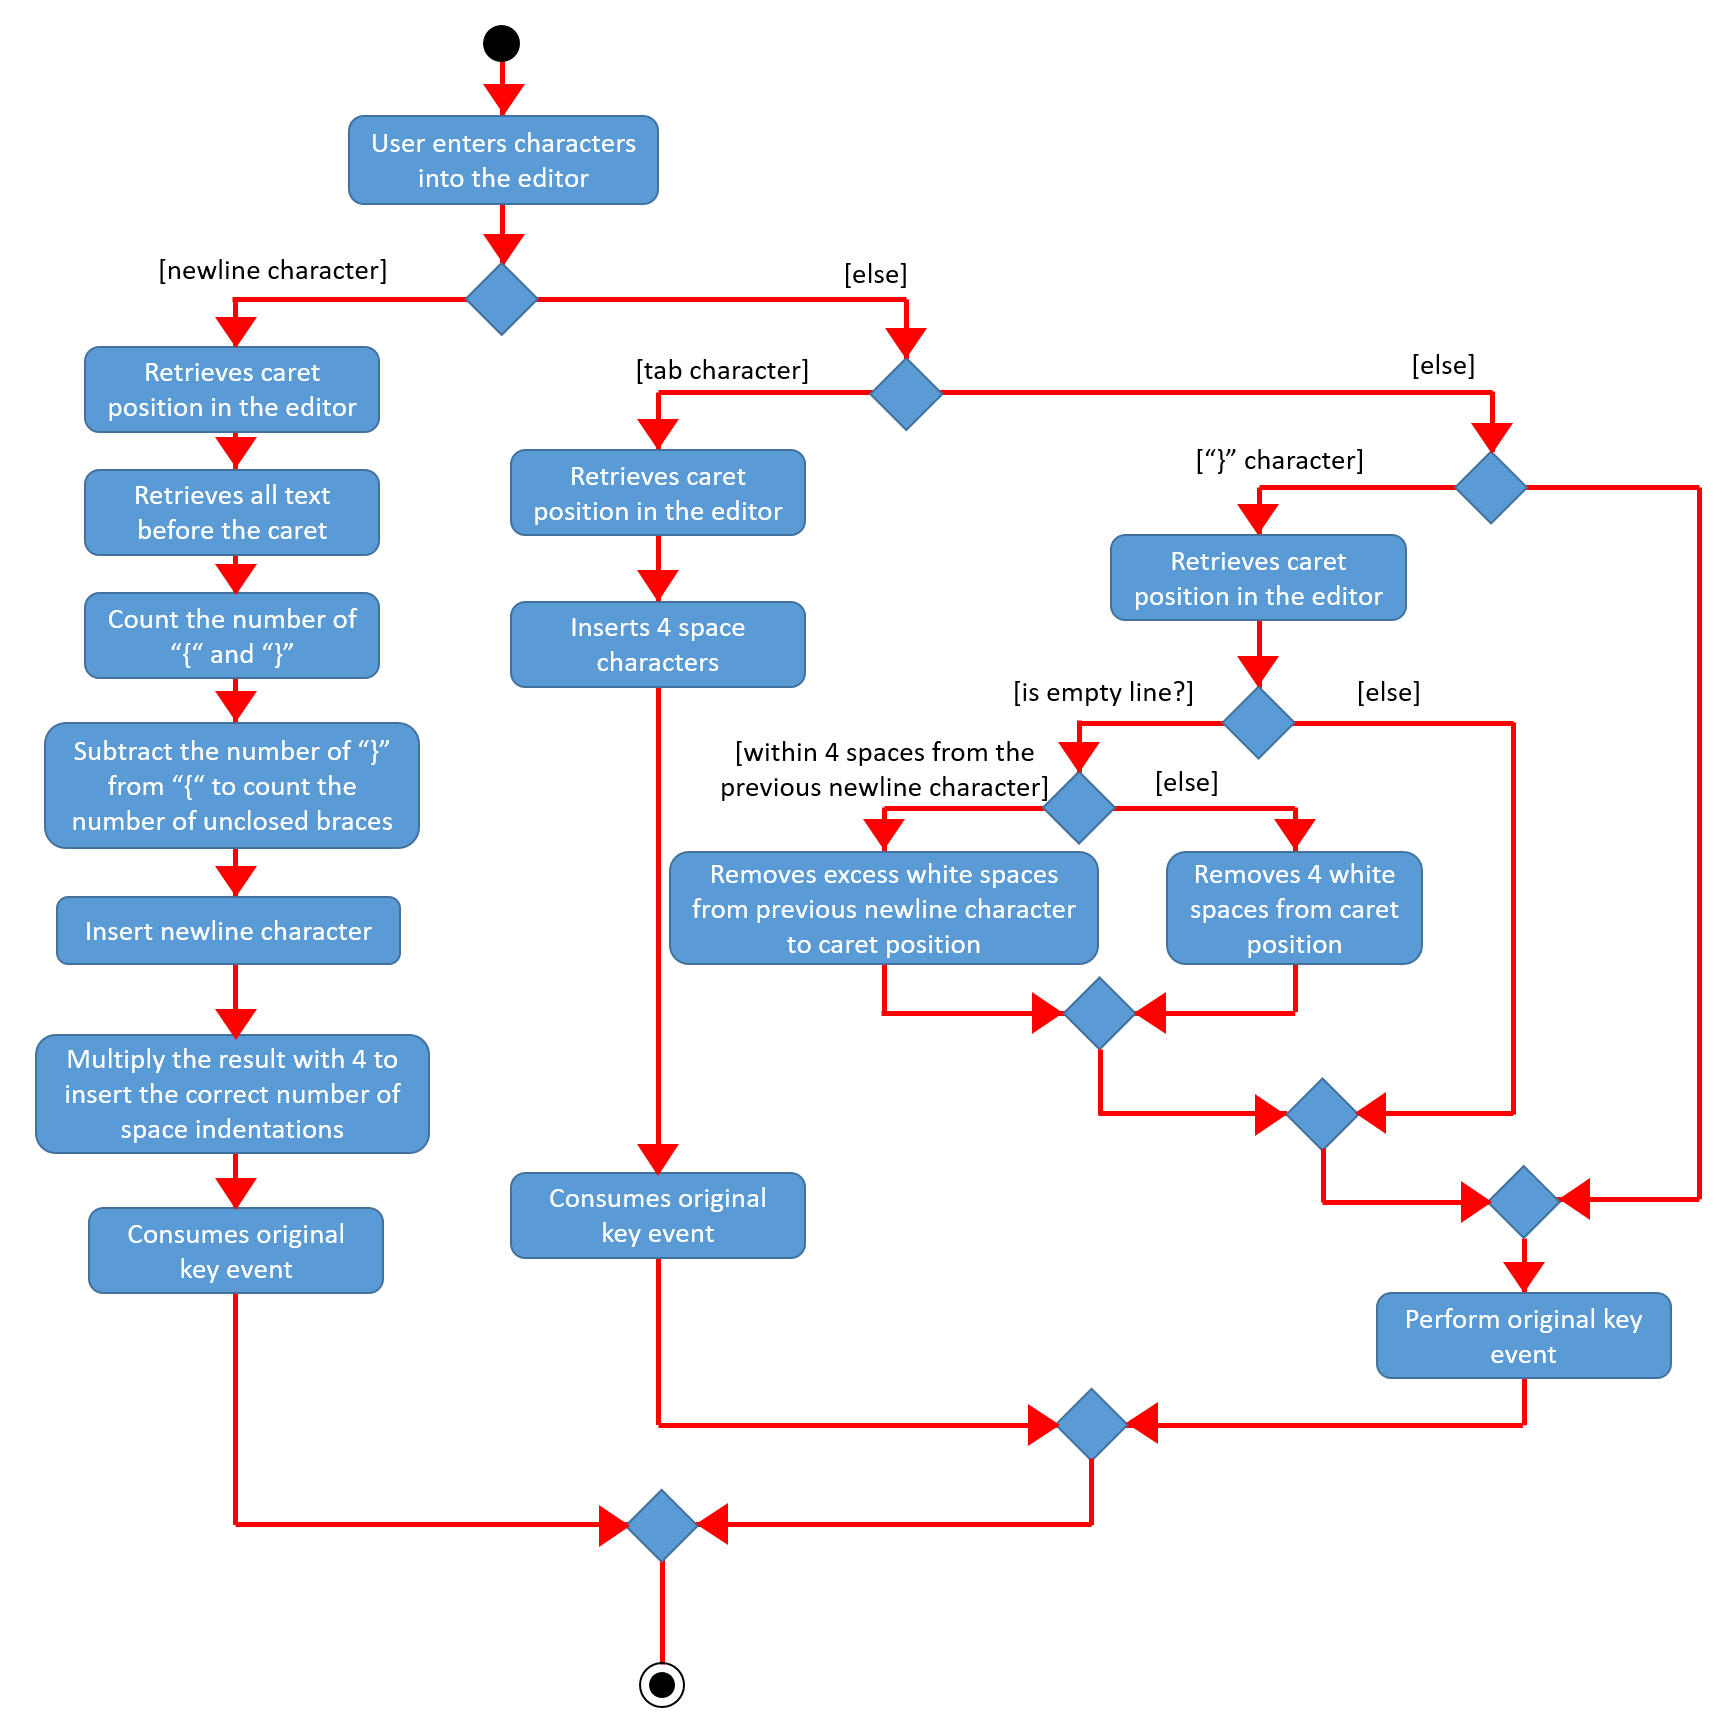 User enters characters
into the editor
[newline character]
[else]
Retrieves caret
position in the editor
Retrieves all text
before the caret
Count the number of
“{“ and “}”
Subtract the number of “}”
from “{“ to count the
number of unclosed braces
Insert newline character
Multiply the result with 4 to
insert the correct number of
space indentations
Consumes original
key event
[tab character]
[else]
Retrieves caret
position in the editor
Inserts 4 space
characters
Consumes original
key event
[“}” character]
Retrieves caret
position in the editor
[is empty line?]
[else]
[within 4 spaces from the
previous newline character]
[else]
Removes excess white spaces
from previous newline character
to caret position
Removes 4 white
spaces from caret
position
Perform original key
event